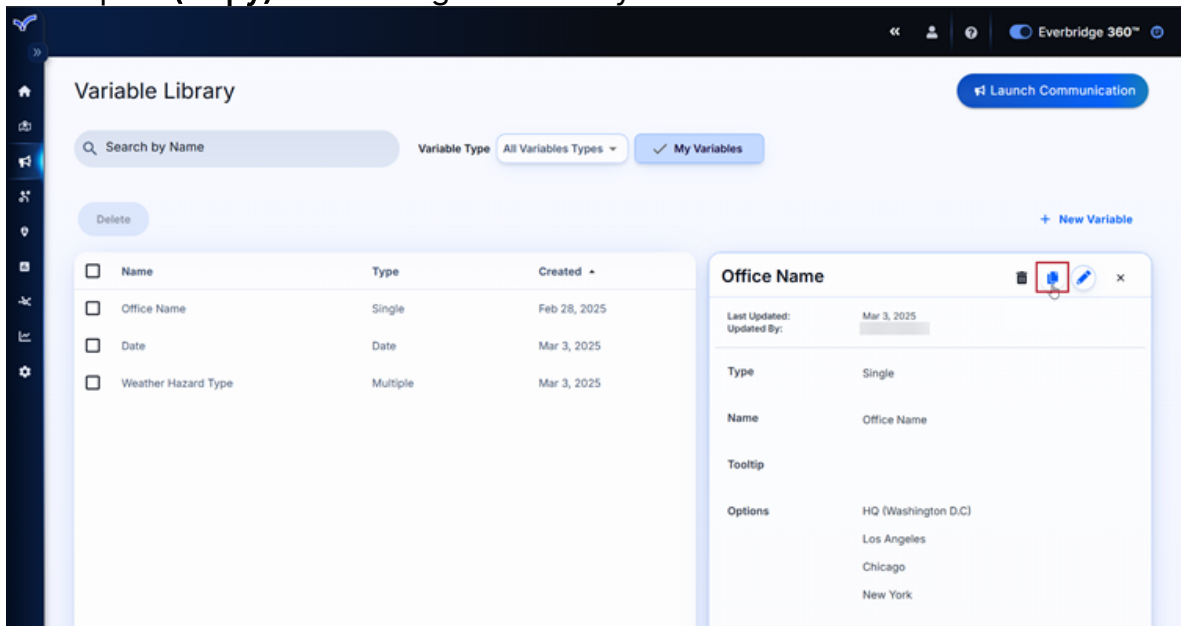 Everbridge 360™
Variable Library
Launch Communication
Search by Name
Variable Type
All Variables Types
My Variables
Delete
+ New Variable
Name Type Created
Office Name Single Feb 28, 2025
Date Date Mar 3, 2025
Weather Hazard Type Multiple Mar 3, 2025
Office Name
Last Updated: Mar 3, 2025
Updated By:
Type Single
Name Office Name
Tooltip
Options HQ (Washington D.C)
Los Angeles
Chicago
New York